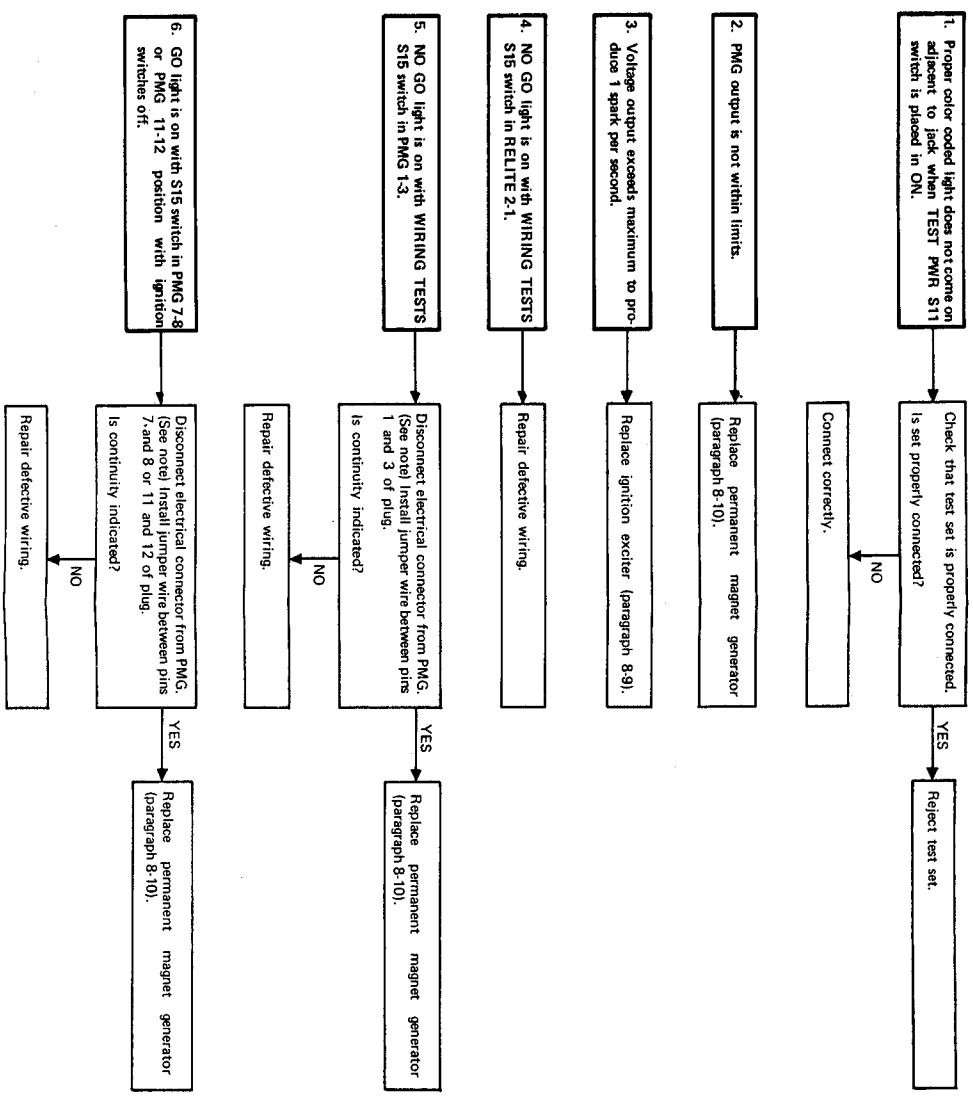 1. Proper color coded light does not come on
adjacent to jack when TEST PWR S11
switch is placed in ON.
Check that test set is properly connected.
Is set properly connected?
YES
Reject test set.
NO
Connect correctly.
2. PMG output is not within limits.
Replace permanent magnet generator
(paragraph 8-10).
3. Voltage output exceeds maximum to pro-
duce 1 spark per second.
Replace ignition exciter (paragraph 8-9).
4. NO GO light is on with WIRING TESTS
S15 switch in RELITE 2-1.
Repair defective wiring.
5. NO GO light is on with WIRING TESTS
S15 switch in PMG 1-3.
Disconnect electrical connector from PMG.
(See note) Install jumper wire between pins
1 and 3 of plug.
Is continuity indicated?
YES
Replace permanent magnet generator
(paragraph 8-10).
NO
Repair defective wiring.
6. GO light is on with S15 switch in PMG 7-8
or PMG 11-12 position with ignition
switches off.
Disconnect electrical connector from PMG.
(See note) Install jumper wire between pins
7, and 8 or 11 and 12 of plug.
Is continuity indicated?
YES
Replace permanent magnet generator
(paragraph 8-10).
NO
Repair defective wiring.